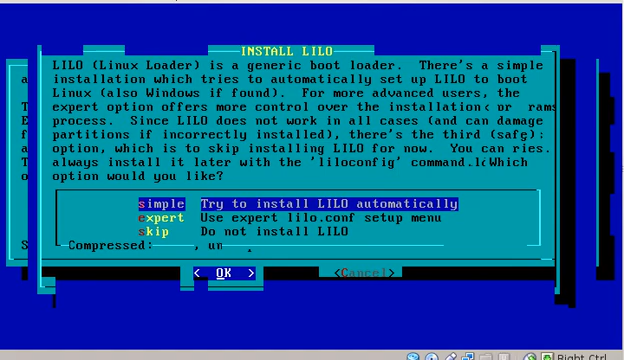 INSTALL LILO
LILO (Linux Loader) is a generic boot loader. There's a simple
installation which tries to automatically set up LILO to boot
Linux (also Windows if found). For more advanced users, the
expert option offers more control over the installation or rams
process. Since LILO does not work in all cases (and can damage
partitions if incorrectly installed), there's the third (safe)
option, which is to skip installing LILO for now. You can ries.
always install it later with the 'liloconfig' command. Which
option would you like?
simple Try to install LILO automatically
expert Use expert lilo.conf setup menu
skip Do not install LILO
S Compressed: , un
< OK > <Cancel>
Right Ctrl